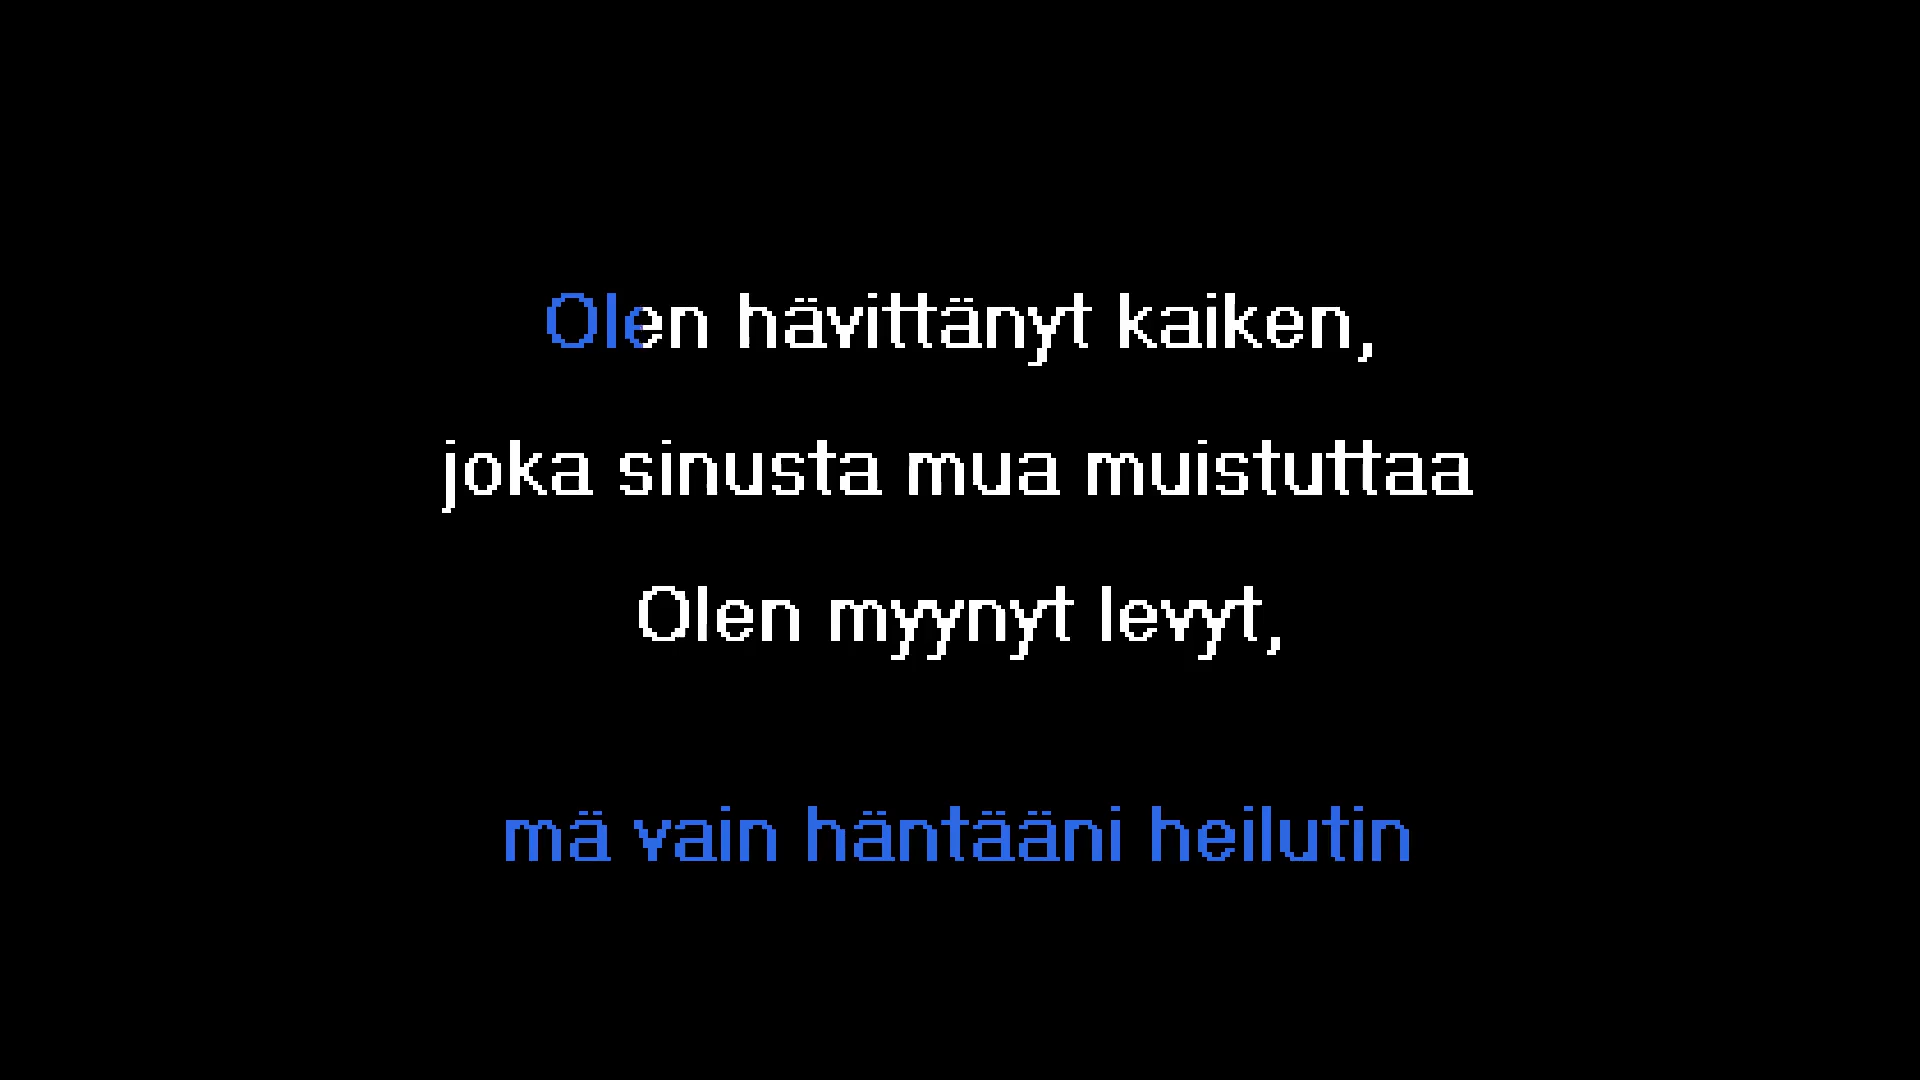 Olen hävittänyt kaiken,
joka sinusta mua muistuttaa
Olen myynyt levyt,
mä vain häntääni heilutin